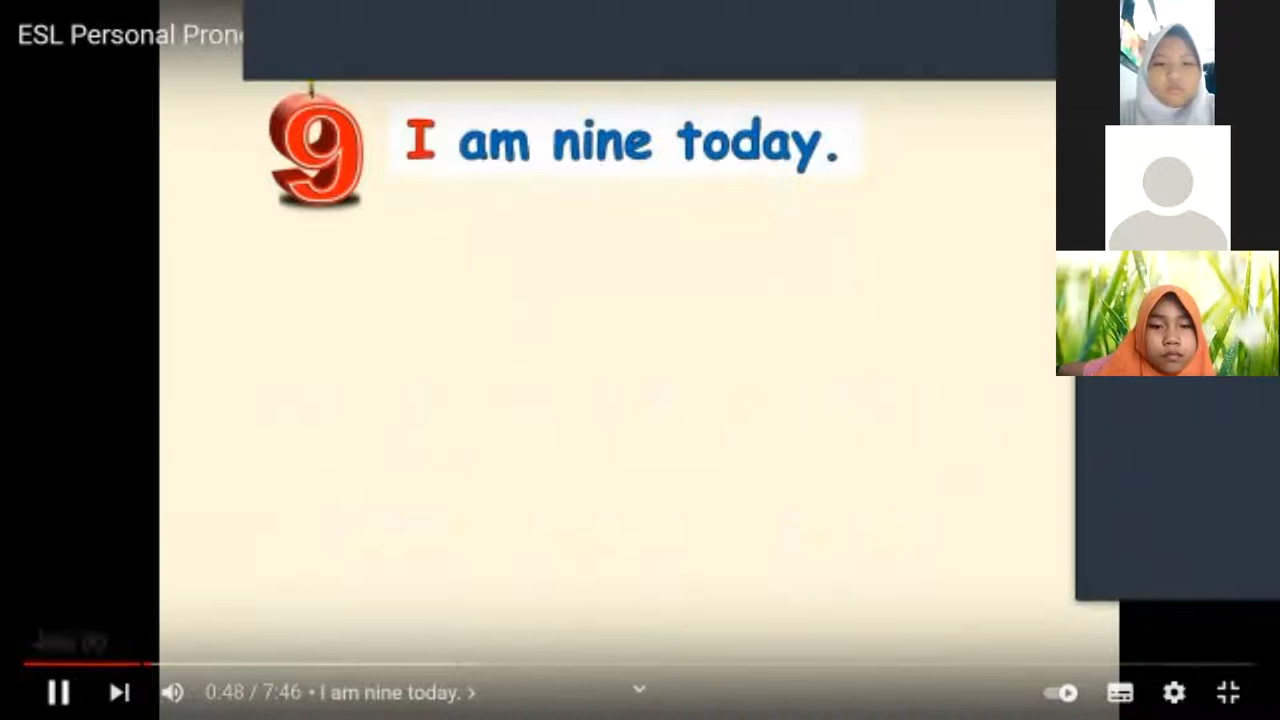 ESL Personal Pron
9
I am nine today.
0:48 / 7:46 • I am nine today. >